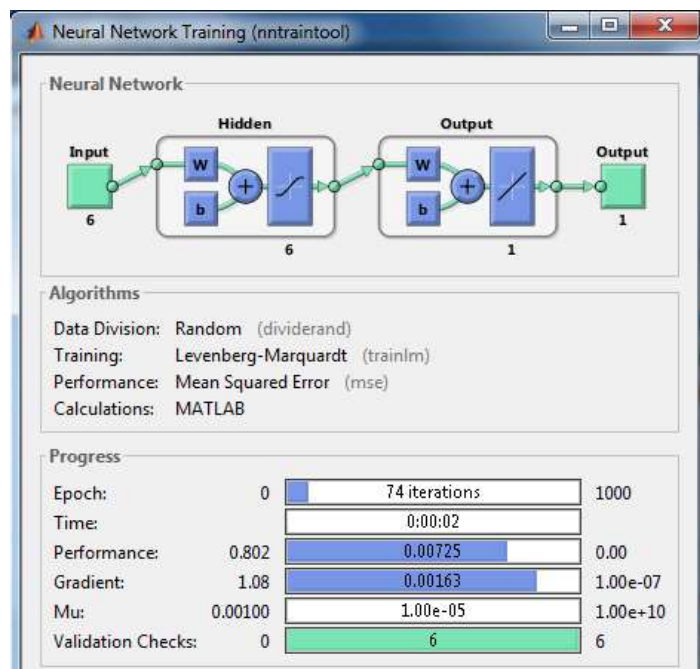 Neural Network Training (nntraintool)
Neural Network
Hidden Output
Input Output
W b + W b +
6 6 1 1
Algorithms
Data Division: Random (dividerand)
Training: Levenberg-Marquardt (trainlm)
Performance: Mean Squared Error (mse)
Calculations: MATLAB
Progress
Epoch: 0 74 iterations 1000
Time: 0:00:02
Performance: 0.802 0.00725 0.00
Gradient: 1.08 0.00163 1.00e-07
Mu: 0.00100 1.00e-05 1.00e+10
Validation Checks: 0 6 6